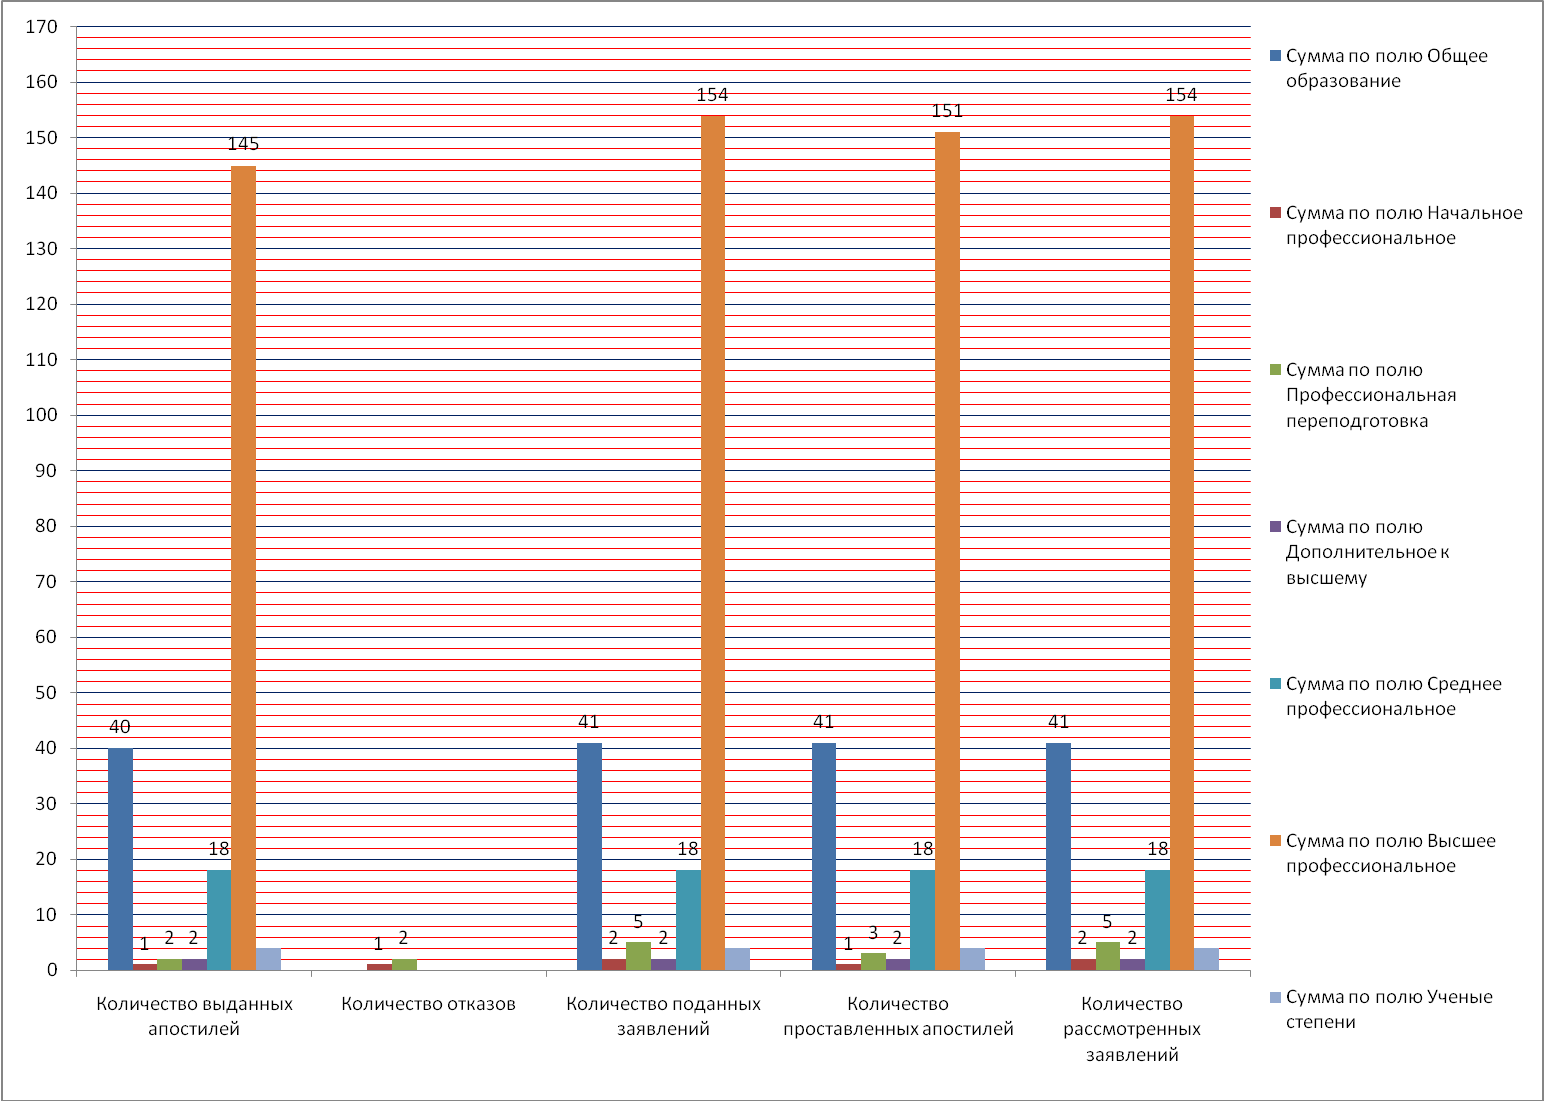 170
160
150
140
130
120
110
100
90
80
70
60
50
40
30
20
10
0
40
1
2
2
18
145
1
2
41
2
5
2
18
154
41
1
3
2
18
151
41
2
5
2
18
154
Количество выданных
апостилей
Количество отказов
Количество поданных
заявлений
Количество
проставленных апостилей
Количество
рассмотренных
заявлений
Сумма по полю Общее
образование
Сумма по полю Начальное
профессиональное
Сумма по полю
Профессиональная
переподготовка
Сумма по полю
Дополнительное к
высшему
Сумма по полю Среднее
профессиональное
Сумма по полю Высшее
профессиональное
Сумма по полю Ученые
степени